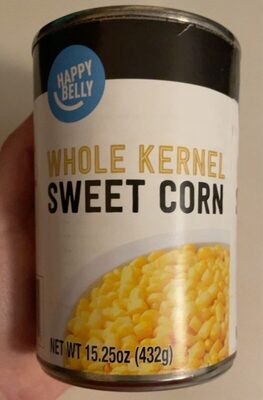 HAPPY
BELLY
WHOLE KERNEL
SWEET CORN
NET WT 15.25oz (432g)